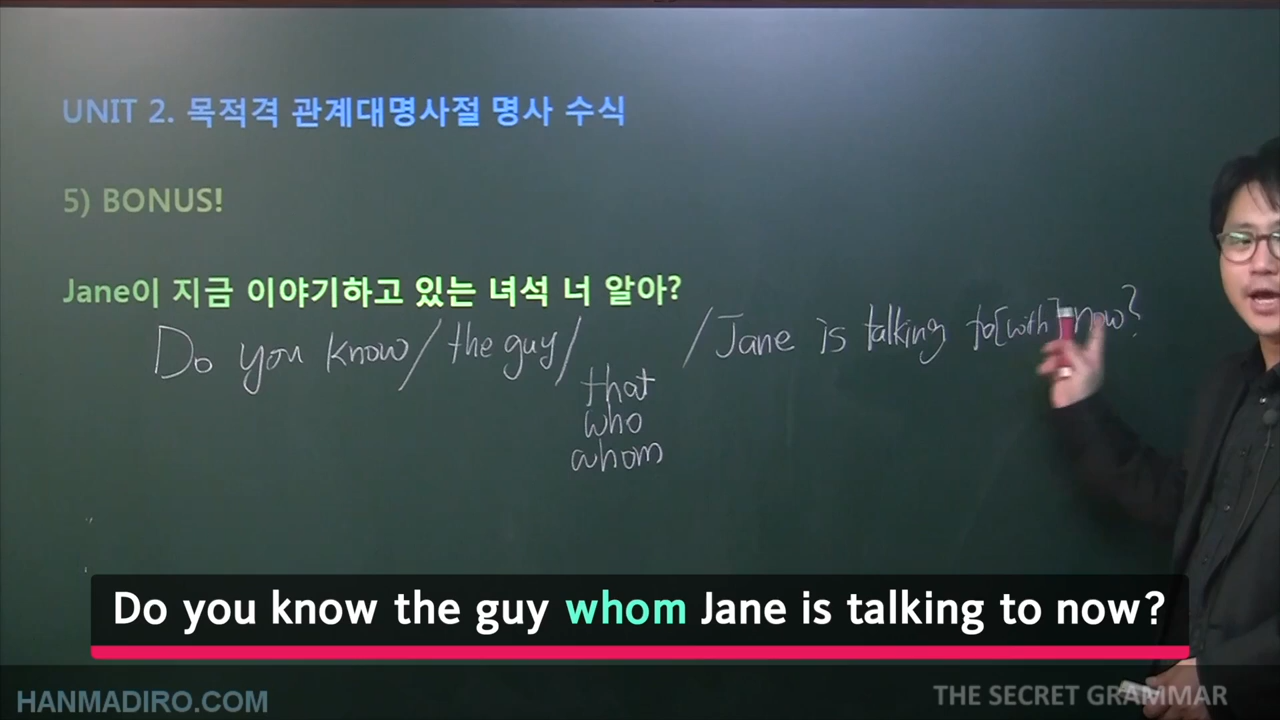 UNIT 2. 목적격 관계대명사절 명사 수식
5) BONUS!
Jane이 지금 이야기하고 있는 녀석 너 알아?
Do you know / the guy / / Jane is talking to [with] now?
that
who
whom
Do you know the guy whom Jane is talking to now?
HANMADIRO.COM
THE SECRET GRAMMAR